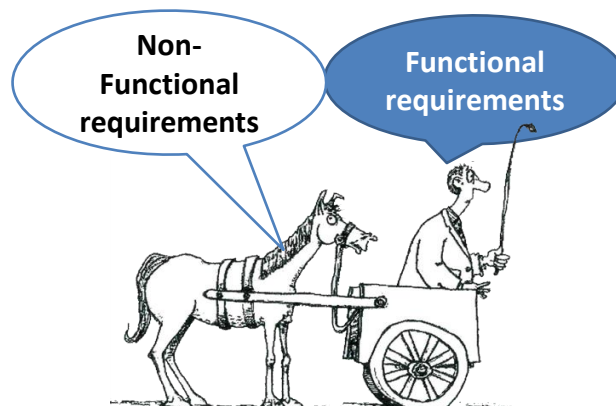 Non-
Functional
requirements
Functional
requirements